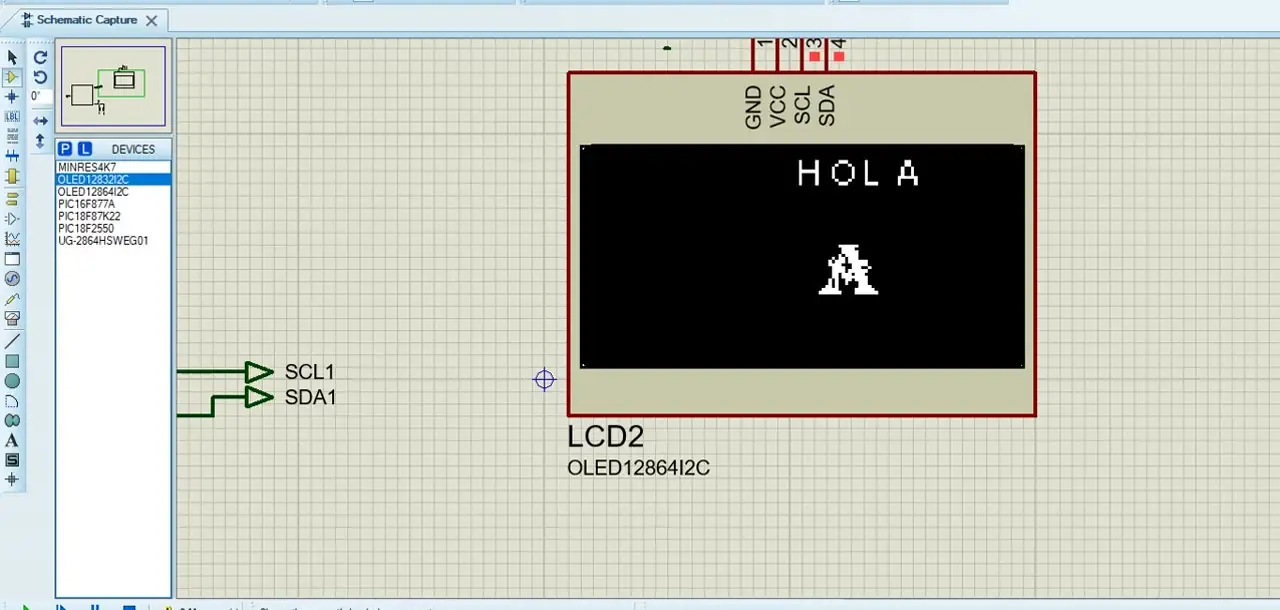 Schematic Capture
0°
P L DEVICES
MINRES4K7
OLED12832I2C
OLED12864I2C
PIC16F877A
PIC18F87K22
PIC18F2550
UG-2864HSWEG01
LBL
A
S
1 2 3 4
GND VCC SCL SDA
HOLA
A
SCL1
SDA1
LCD2
OLED12864I2C